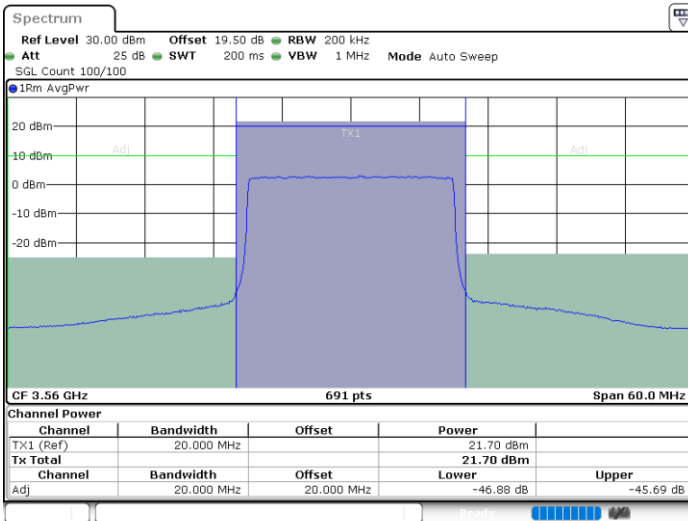 Spectrum
Ref Level 30.00 dBm Offset 19.50 dB RBW 200 kHz
Att 25 dB SWT 200 ms VBW 1 MHz Mode Auto Sweep
SGL Count 100/100
1Rm AvgPwr
20 dBm
TX1
Adj Adj
10 dBm
0 dBm
-10 dBm
-20 dBm
CF 3.56 GHz 691 pts Span 60.0 MHz
Channel Power
Channel Bandwidth Offset Power
TX1 (Ref) 20.000 MHz 21.70 dBm
Tx Total 21.70 dBm
Channel Bandwidth Offset Lower Upper
Adj 20.000 MHz 20.000 MHz -46.88 dB -45.69 dB
Ready